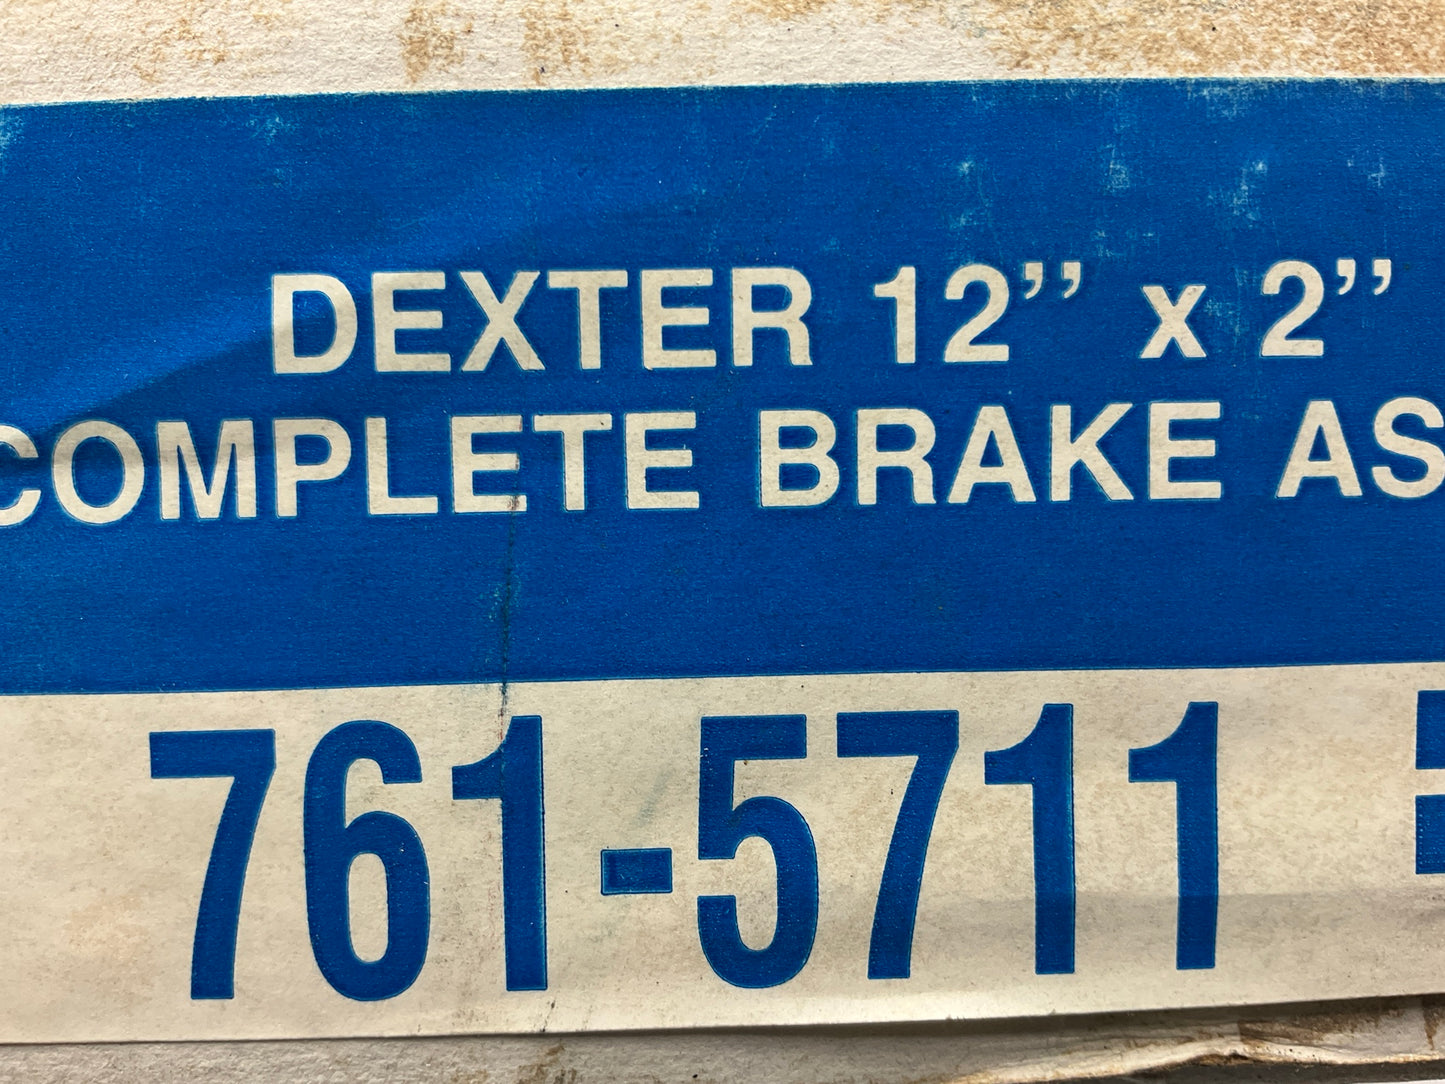 DEXTER 12’’ x 2’’
COMPLETE BRAKE AS
761-5711